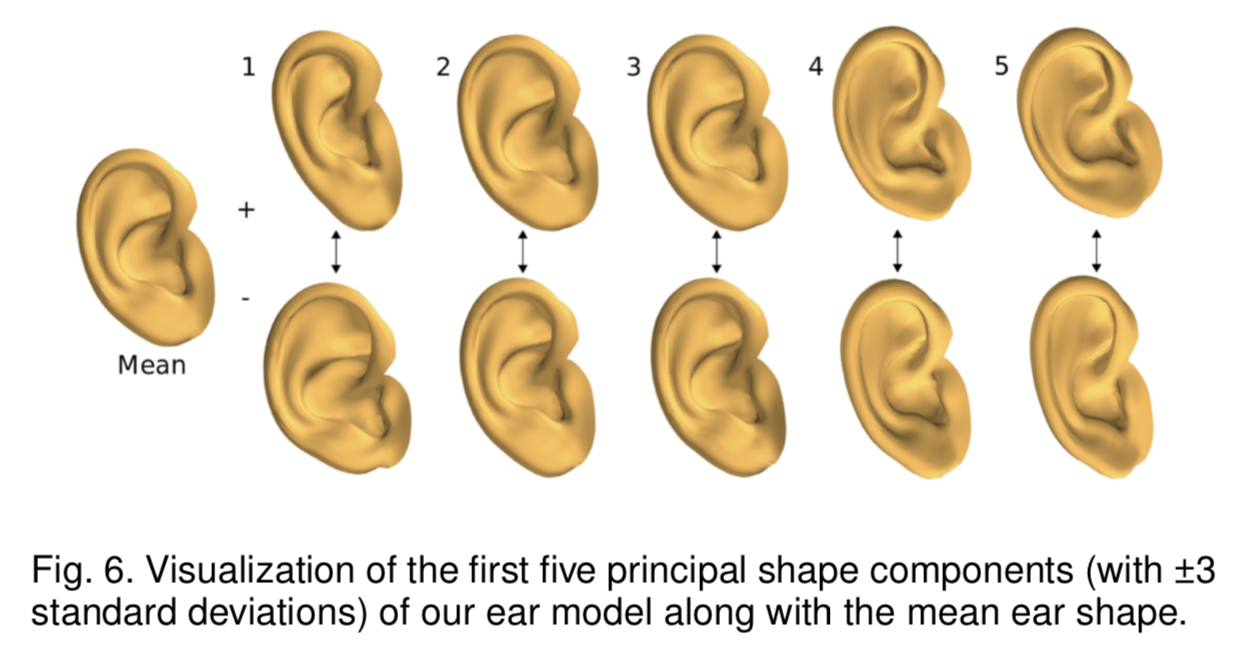 1 2 3 4 5
+
-
Mean
Fig. 6. Visualization of the first five principal shape components (with ±3
standard deviations) of our ear model along with the mean ear shape.